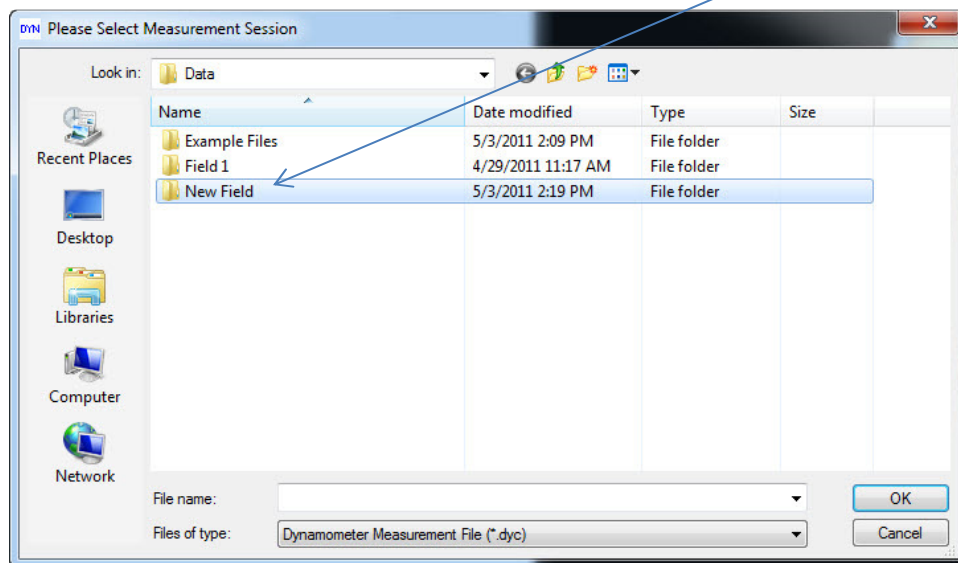 DYN Please Select Measurement Session
x
Look in: Data
Name Date modified Type Size
Example Files 5/3/2011 2:09 PM File folder
Field 1 4/29/2011 11:17 AM File folder
New Field 5/3/2011 2:19 PM File folder
Recent Places
Desktop
Libraries
Computer
Network
File name: OK
Files of type: Dynamometer Measurement File (*.dyc) Cancel